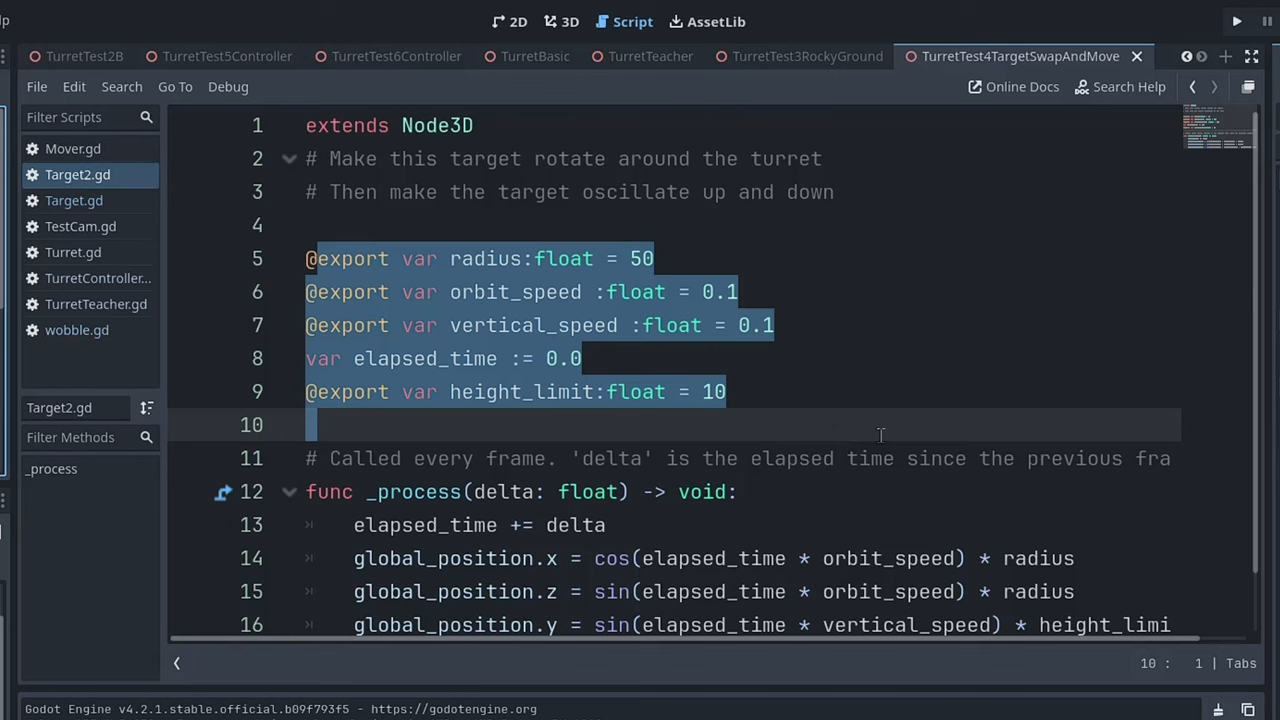 lp
2D 3D Script AssetLib
TurretTest2B TurretTest5Controller TurretTest6Controller TurretBasic TurretTeacher TurretTest3RockyGround TurretTest4TargetSwapAndMove
File Edit Search Go To Debug Online Docs Search Help
Filter Scripts
Mover.gd
Target2.gd
Target.gd
TestCam.gd
Turret.gd
TurretController...
TurretTeacher.gd
wobble.gd
Target2.gd
Filter Methods
_process
1 extends Node3D
2 # Make this target rotate around the turret
3 # Then make the target oscillate up and down
4
5 @export var radius:float = 50
6 @export var orbit_speed :float = 0.1
7 @export var vertical_speed :float = 0.1
8 var elapsed_time := 0.0
9 @export var height_limit:float = 10
10
11 # Called every frame. 'delta' is the elapsed time since the previous fra
12 func _process(delta: float) -> void:
13 elapsed_time += delta
14 global_position.x = cos(elapsed_time * orbit_speed) * radius
15 global_position.z = sin(elapsed_time * orbit_speed) * radius
16 global_position.y = sin(elapsed_time * vertical_speed) * height_limi
10 : 1 | Tabs
Godot Engine v4.2.1.stable.official.b09f793f5 - https://godotengine.org